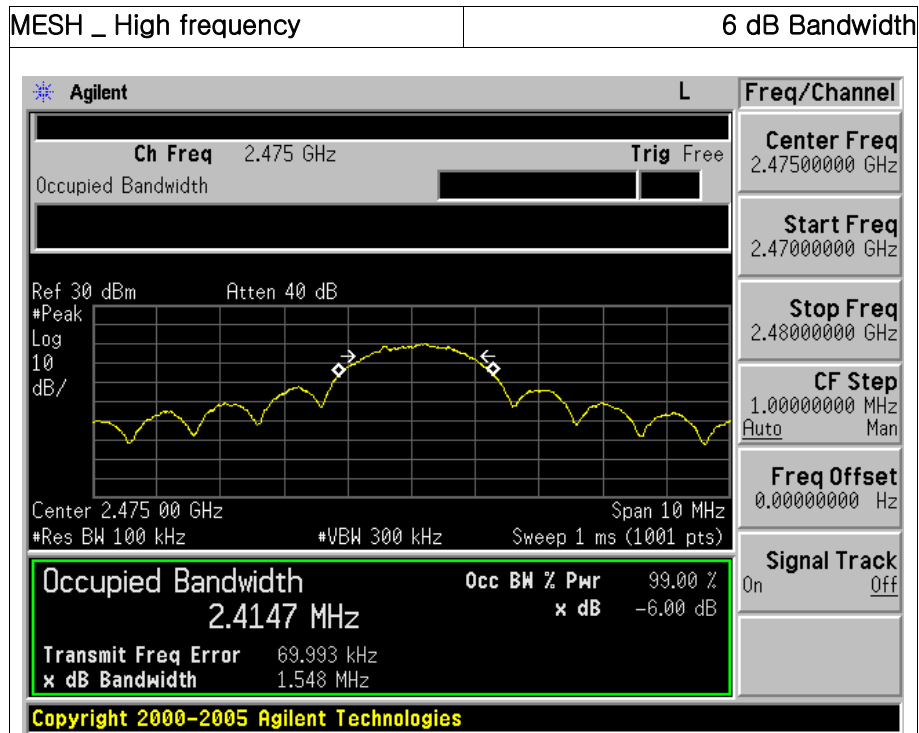 MESH _ High frequency 6 dB Bandwidth
Agilent L Freq/Channel
Ch Freq 2.475 GHz Trig Free
Occupied Bandwidth
Center Freq
2.47500000 GHz
Start Freq
2.47000000 GHz
Stop Freq
2.48000000 GHz
CF Step
1.00000000 MHz
Auto Man
Freq Offset
0.00000000 Hz
Signal Track
On Off
Ref 30 dBm Atten 40 dB
#Peak
Log
10
dB/
Center 2.475 00 GHz Span 10 MHz
#Res BW 100 kHz #VBW 300 kHz Sweep 1 ms (1001 pts)
Occupied Bandwidth Occ BW % Pwr 99.00 %
2.4147 MHz x dB -6.00 dB
Transmit Freq Error 69.993 kHz
x dB Bandwidth 1.548 MHz
Copyright 2000-2005 Agilent Technologies